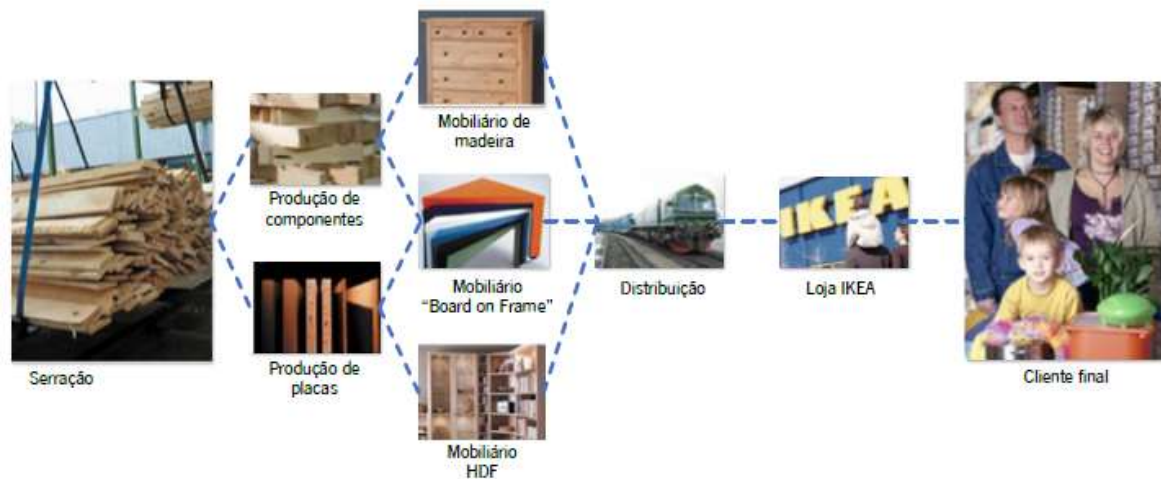 Serração
Produção de
componentes
Produção de
placas
Mobiliário de
madeira
Mobiliário
"Board on Frame"
Mobiliário
HDF
Distribuição
IKEA
Loja IKEA
Cliente final